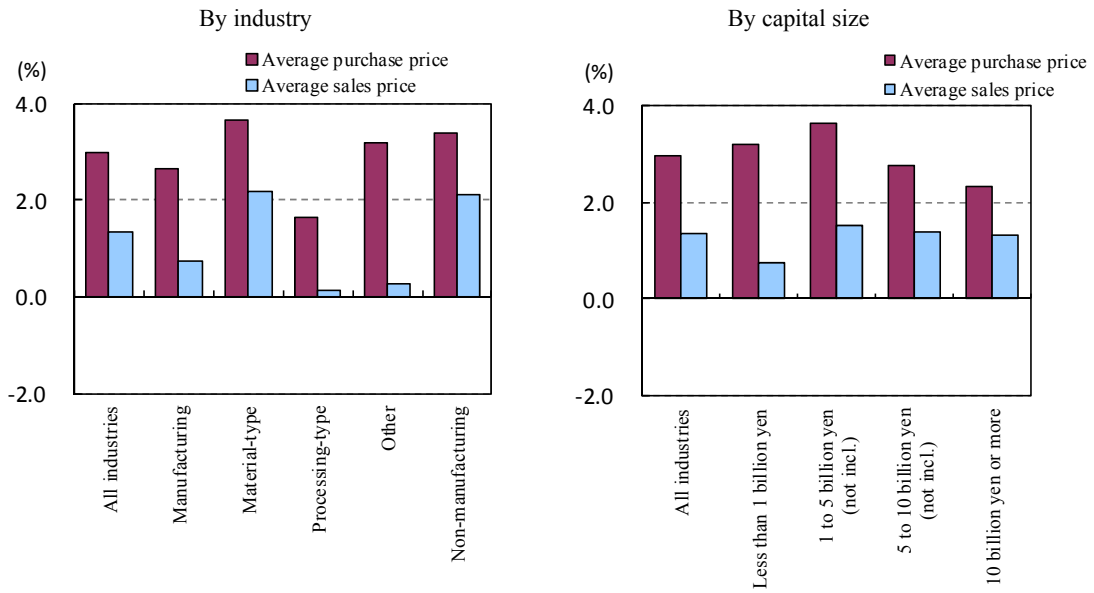 By industry
Average purchase price
Average sales price
(%)
4.0
2.0
0.0
-2.0
All industries
Manufacturing
Material-type
Processing-type
Other
Non-manufacturing
By capital size
Average purchase price
Average sales price
(%)
4.0
2.0
0.0
-2.0
All industries
Less than 1 billion yen
1 to 5 billion yen
(not incl.)
5 to 10 billion yen
(not incl.)
10 billion yen or more